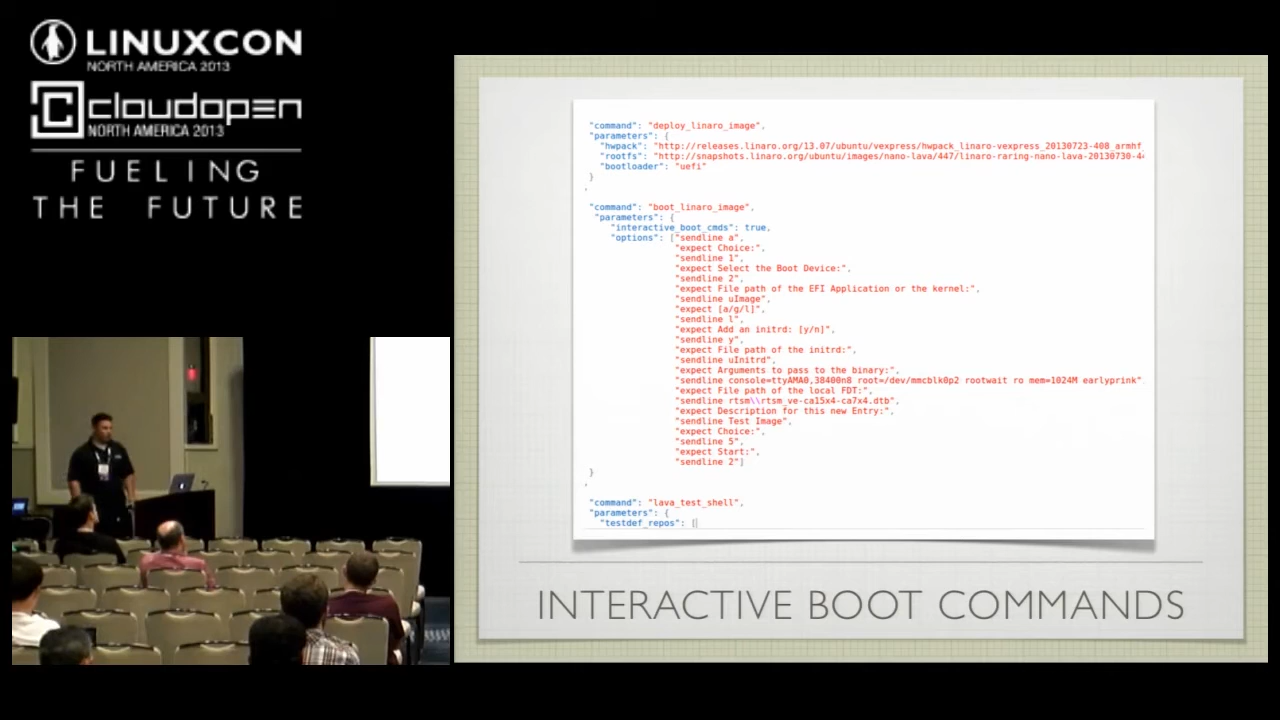 LINUXCON
NORTH AMERICA 2013
cloudopen
NORTH AMERICA 2013
FUELING
THE FUTURE
"command": "deploy_linaro_image",
"parameters": {
"hwpack": "http://releases.linaro.org/13.07/ubuntu/vexpress/hwpack_linaro-vexpress_20130723-408_armhf_
"rootfs": "http://snapshots.linaro.org/ubuntu/images/nano-lava/447/linaro-raring-nano-lava-20130730-4
"bootloader": "uefi"
}
,
"command": "boot_linaro_image",
"parameters": {
"interactive_boot_cmds": true,
"options": ["sendline a",
"expect Choice:",
"sendline 1",
"expect Select the Boot Device:",
"sendline 2",
"expect File path of the EFI Application or the kernel:",
"sendline uImage",
"expect [a/g/l]",
"sendline l",
"expect Add an initrd: [y/n]",
"sendline y",
"expect File path of the initrd:",
"sendline uInitrd",
"expect Arguments to pass to the binary:",
"sendline console=ttyAMA0,38400n8 root=/dev/mmcblk0p2 rootwait ro mem=1024M earlyprint"
"expect File path of the local FDT:",
"sendline rtsm\\rtsm_ve-ca15x4-ca7x4.dtb",
"expect Description for this new Entry:",
"sendline Test Image",
"expect Choice:",
"sendline 5",
"expect Start:",
"sendline 2"]
}
,
"command": "lava_test_shell",
"parameters": {
"testdef_repos": [
INTERACTIVE BOOT COMMANDS